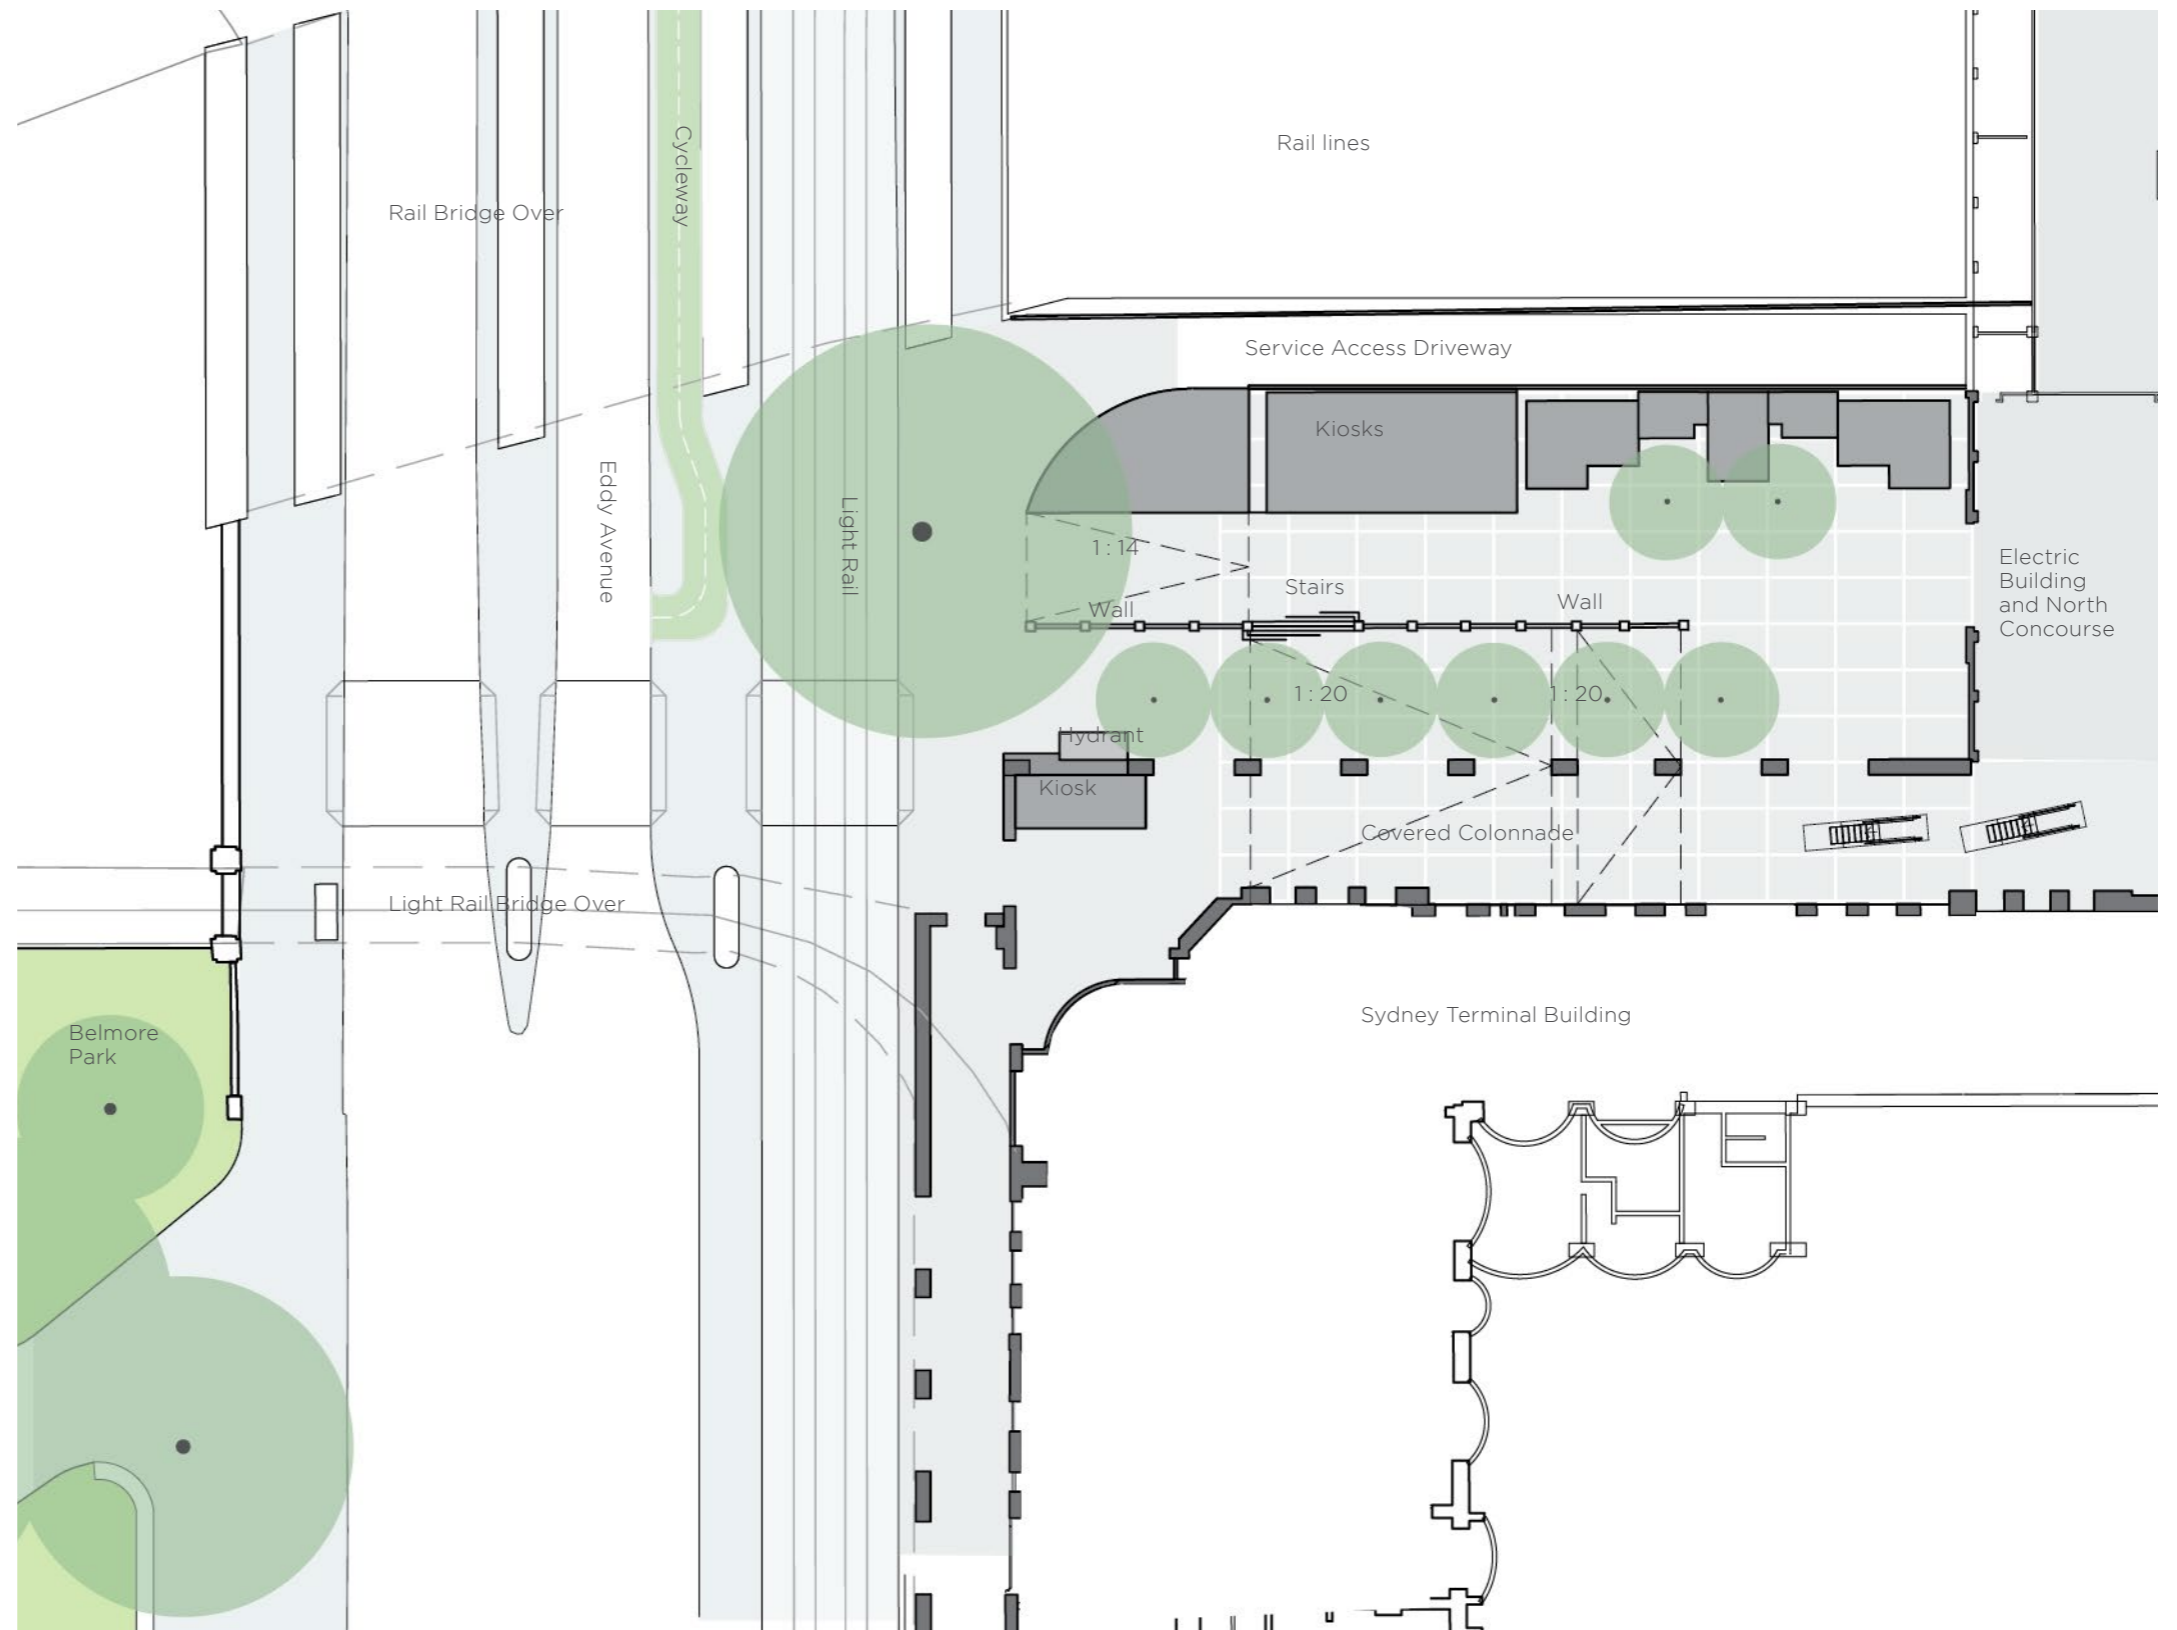 Rail lines
Cycleway
Rail Bridge Over
Service Access Driveway
Kiosks
Eddy Avenue
Light Rail
1 : 14
Stairs
Wall
Wall
Electric
Building
and North
Concourse
1 : 20
1 : 20
Hydrant
Kiosk
Covered Colonnade
Light Rail Bridge Over
Sydney Terminal Building
Belmore
Park